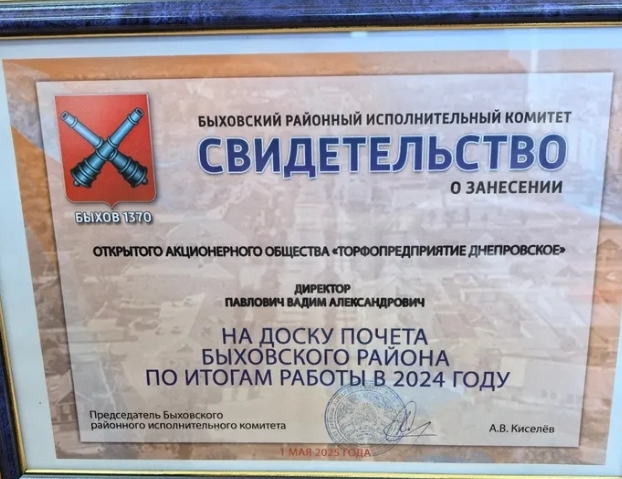 БЫХОВСКИЙ РАЙОННЫЙ ИСПОЛНИТЕЛЬНЫЙ КОМИТЕТ
СВИДЕТЕЛЬСТВО
О ЗАНЕСЕНИИ
БЫХОВ 1370
ОТКРЫТОГО АКЦИОНЕРНОГО ОБЩЕСТВА «ТОРФОПРЕДПРИЯТИЕ ДНЕПРОВСКОЕ»
ДИРЕКТОР
ПАВЛОВИЧ ВАДИМ АЛЕКСАНДРОВИЧ
НА ДОСКУ ПОЧЕТА
БЫХОВСКОГО РАЙОНА
ПО ИТОГАМ РАБОТЫ В 2024 ГОДУ
Председатель Быховского
районного исполнительного комитета
А.В. Киселёв
1 МАЯ 2025 ГОДА